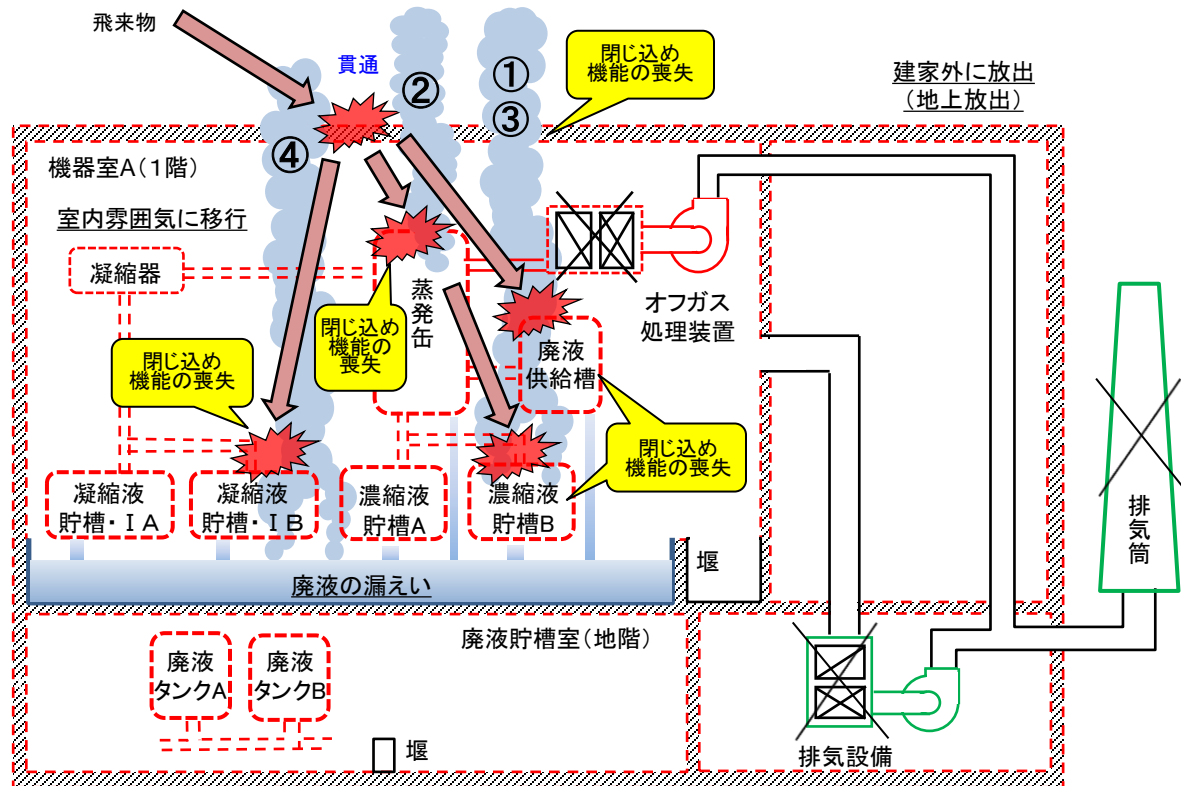 飛来物
貫通
②
①
③
④
閉じ込め
機能の喪失
建家外に放出
(地上放出)
機器室A(1階)
室内雰囲気に移行
凝縮器
蒸発缶
オフガス
処理装置
廃液
供給槽
閉じ込め
機能の
喪失
閉じ込め
機能の喪失
閉じ込め
機能の喪失
凝縮液
貯槽・ⅠA
凝縮液
貯槽・ⅠB
濃縮液
貯槽A
濃縮液
貯槽B
堰
排気筒
廃液の漏えい
廃液貯槽室(地階)
廃液
タンクA
廃液
タンクB
堰
排気設備